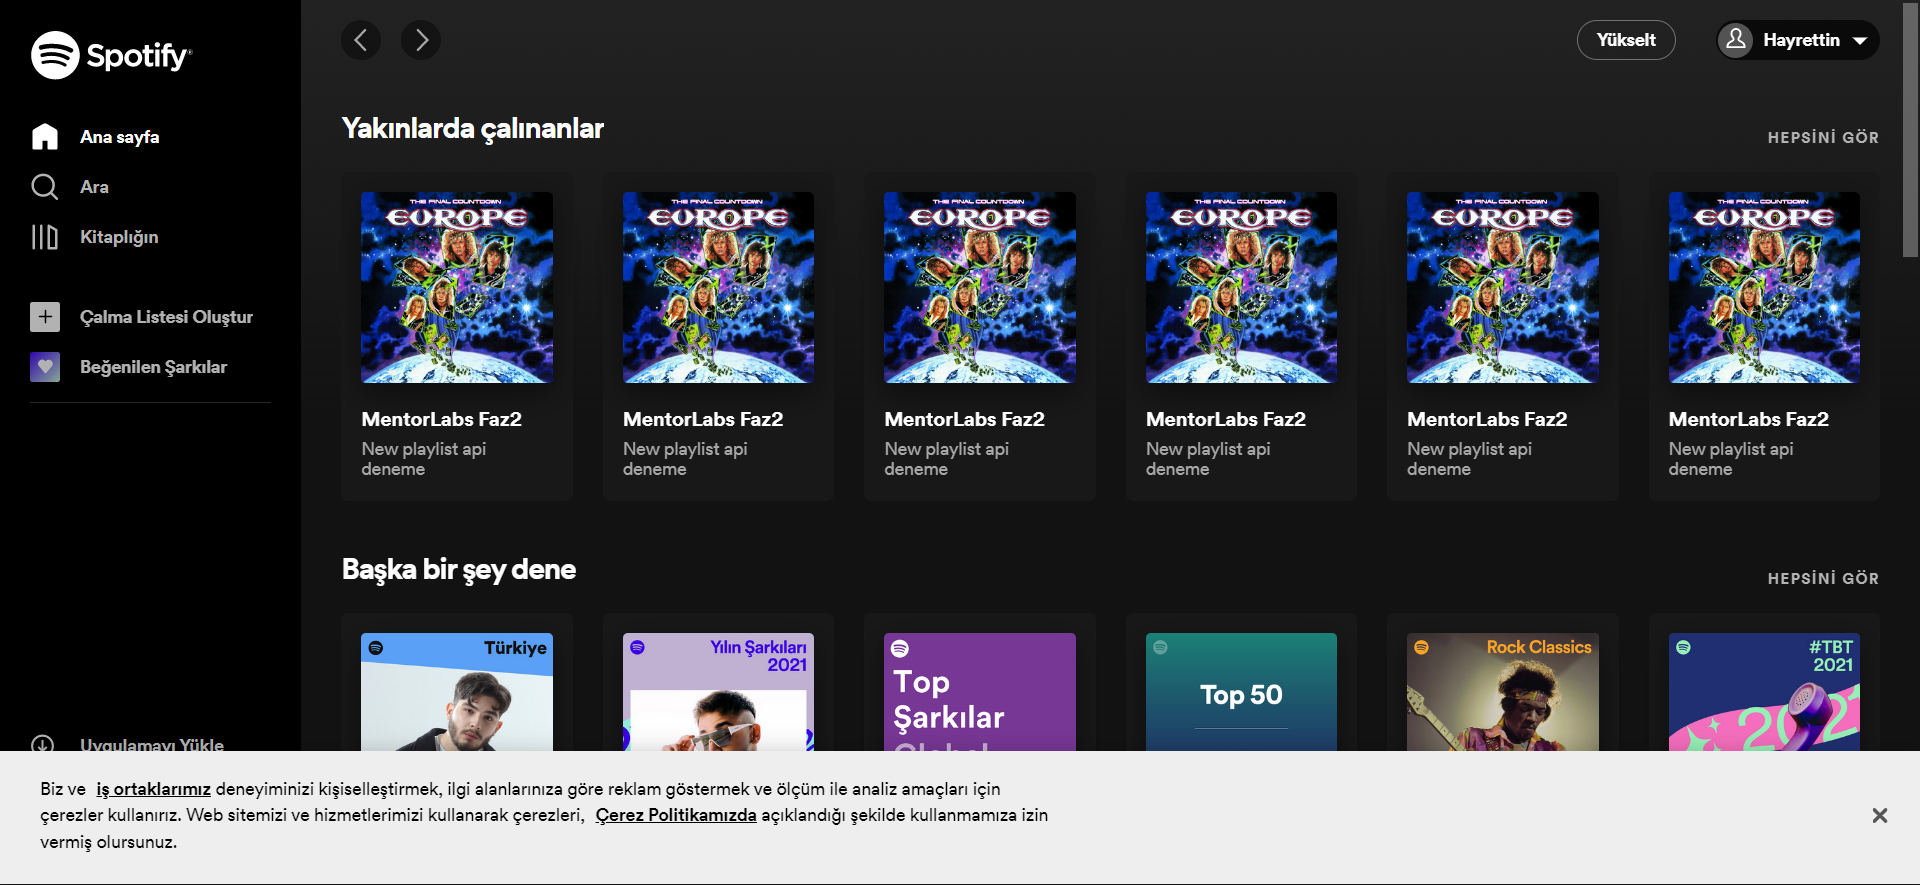 Spotify
Ana sayfa
Ara
Kitaplığın
Çalma Listesi Oluştur
Beğenilen Şarkılar
Uygulamayı Yükle
Yükselt
Hayrettin
Yakınlarda çalınanlar
HEPSİNİ GÖR
THE FINAL COUNTDOWN
EUROPE
MentorLabs Faz2
New playlist api
deneme
THE FINAL COUNTDOWN
EUROPE
MentorLabs Faz2
New playlist api
deneme
THE FINAL COUNTDOWN
EUROPE
MentorLabs Faz2
New playlist api
deneme
THE FINAL COUNTDOWN
EUROPE
MentorLabs Faz2
New playlist api
deneme
THE FINAL COUNTDOWN
EUROPE
MentorLabs Faz2
New playlist api
deneme
THE FINAL COUNTDOWN
EUROPE
MentorLabs Faz2
New playlist api
deneme
Başka bir şey dene
HEPSİNİ GÖR
Türkiye
Yılın Şarkıları
2021
Top
Şarkılar
Global
Top 50
Rock Classics
#TBT
2021
202
Biz ve iş ortaklarımız deneyiminizi kişiselleştirmek, ilgi alanlarınıza göre reklam göstermek ve ölçüm ile analiz amaçları için
çerezler kullanırız. Web sitemizi ve hizmetlerimizi kullanarak çerezleri, Çerez Politikamızda açıklandığı şekilde kullanmamıza izin
vermiş olursunuz.